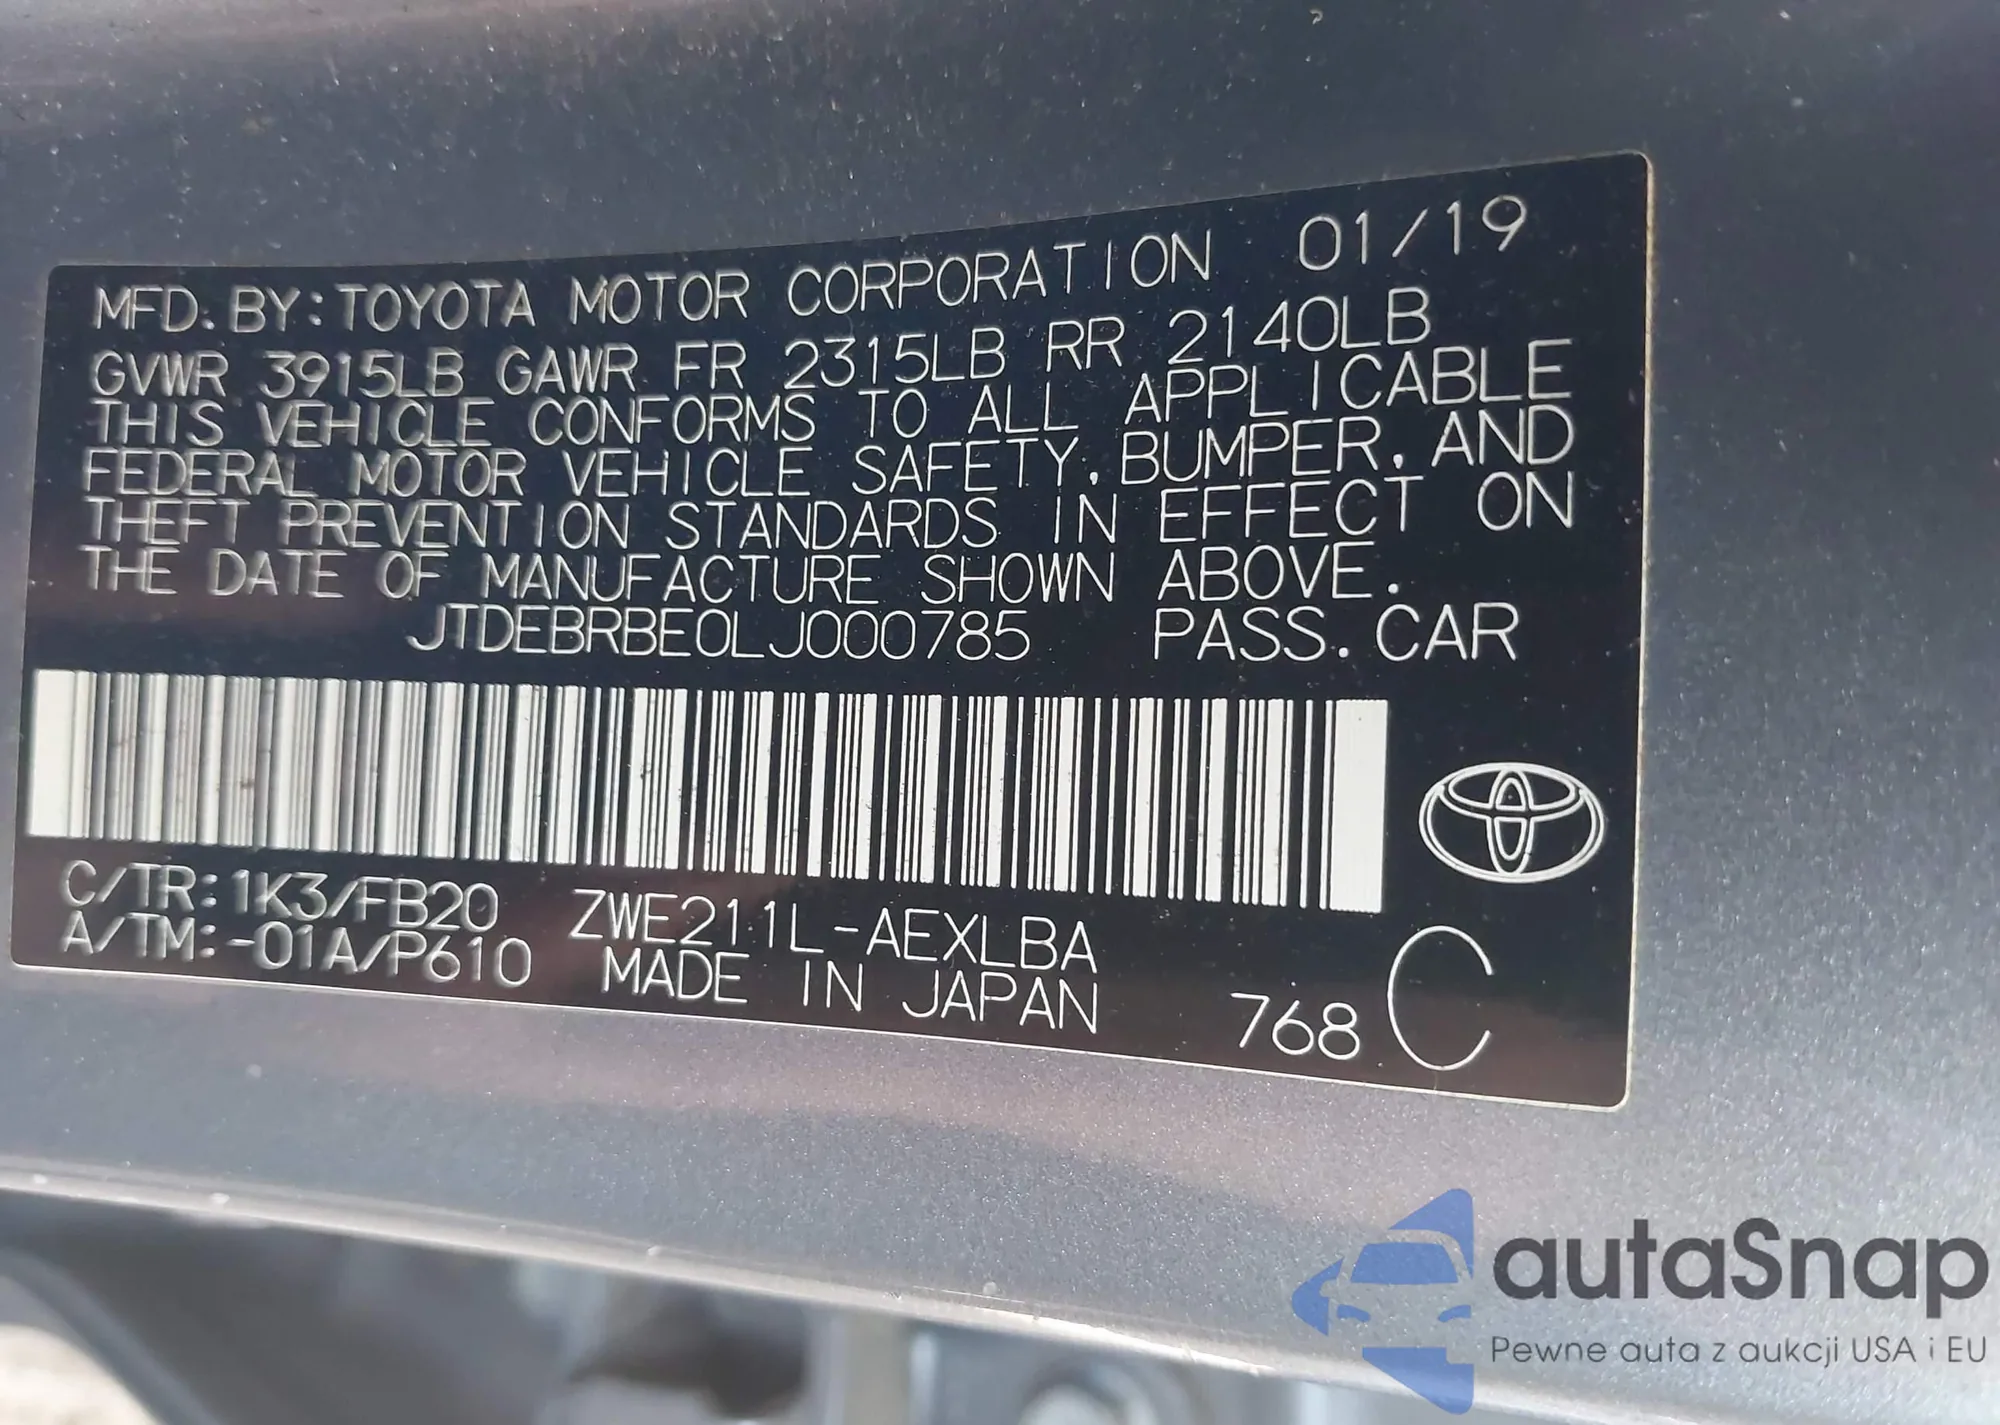 MFD. BY: TOYOTA MOTOR CORPORATION 01/19
GVWR 3915LB GAWR FR 2315LB RR 2140LB
THIS VEHICLE CONFORMS TO ALL APPLICABLE
FEDERAL MOTOR VEHICLE SAFETY, BUMPER, AND
THEFT PREVENTION STANDARDS IN EFFECT ON
THE DATE OF MANUFACTURE SHOWN ABOVE.
JTDEBRBE0LJ000785 PASS. CAR
C/TR: 1K3/FB20 ZWE211L-AEXLBA
A/TM: -01A/P610 MADE IN JAPAN 768 C
autaSnap
Pewne auta z aukcji USA i EU